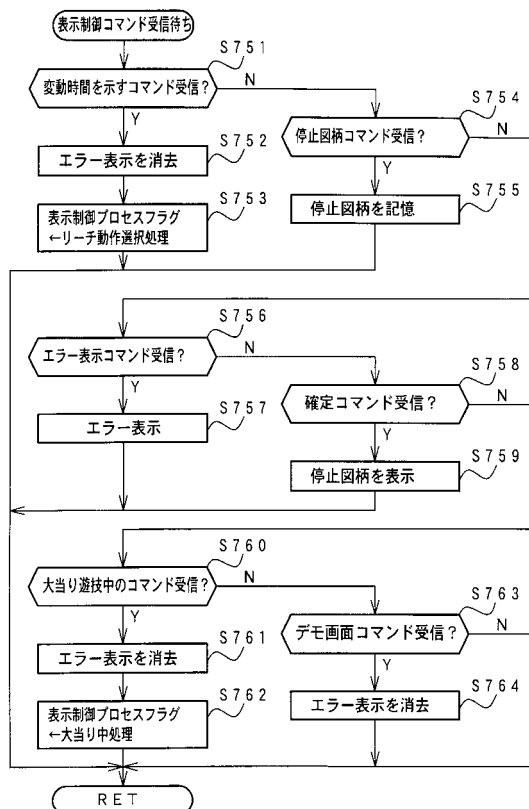 表示制御コマンド受信待ち
S751
変動時間を示すコマンド受信？
N
Y
S752
エラー表示を消去
S753
表示制御プロセスフラグ
←リーチ動作選択処理
S754
停止図柄コマンド受信？
N
Y
S755
停止図柄を記憶
S756
エラー表示コマンド受信？
N
Y
S757
エラー表示
S758
確定コマンド受信？
N
Y
S759
停止図柄を表示
S760
大当り遊技中のコマンド受信？
N
Y
S761
エラー表示を消去
S762
表示制御プロセスフラグ
←大当り中処理
S763
デモ画面コマンド受信？
N
Y
S764
エラー表示を消去
RET